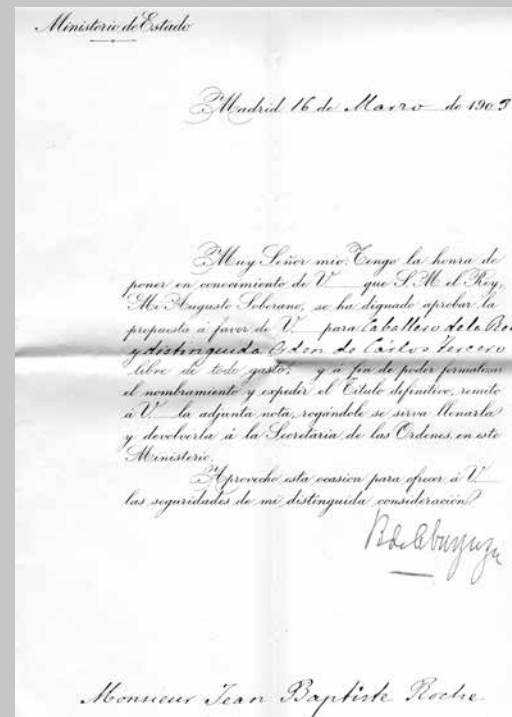 Ministerio de Estado
Madrid 16 de Marzo de 1903
Muy Señor mio: Tengo la honra de
poner en conocimiento de V que S. M. el Rey,
Mi Augusto Soberano, se ha dignado aprobar la
propuesta á favor de V para Caballero de la
y distinguida Orden de Cárlos Tercero
libre de todo gasto; y á fin de poder formalizar
el nombramiento y expedir el Título definitivo, remito
á V la adjunta nota, rogándole se sirva llenarla
y devolverla á la Secretaría de las Ordenes en este
Ministerio.
Aprovecho esta ocasion para ofrecer á V
las seguridades de mi distinguida consideración
Monsieur Jean Baptiste Roche